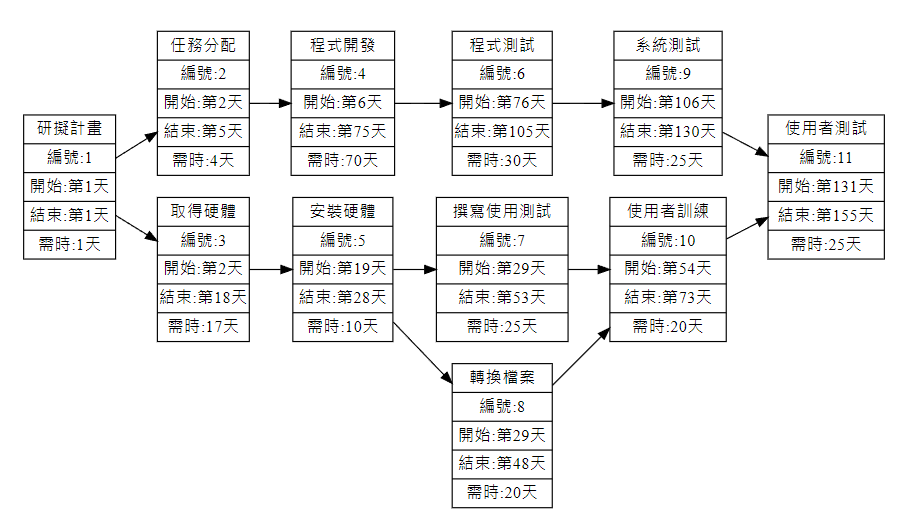 研擬計畫
編號:1
開始:第1天
結束:第1天
需時:1天
任務分配
編號:2
開始:第2天
結束:第5天
需時:4天
取得硬體
編號:3
開始:第2天
結束:第18天
需時:17天
程式開發
編號:4
開始:第6天
結束:第75天
需時:70天
安裝硬體
編號:5
開始:第19天
結束:第28天
需時:10天
程式測試
編號:6
開始:第76天
結束:第105天
需時:30天
撰寫使用測試
編號:7
開始:第29天
結束:第53天
需時:25天
轉換檔案
編號:8
開始:第29天
結束:第48天
需時:20天
系統測試
編號:9
開始:第106天
結束:第130天
需時:25天
使用者訓練
編號:10
開始:第54天
結束:第73天
需時:20天
使用者測試
編號:11
開始:第131天
結束:第155天
需時:25天